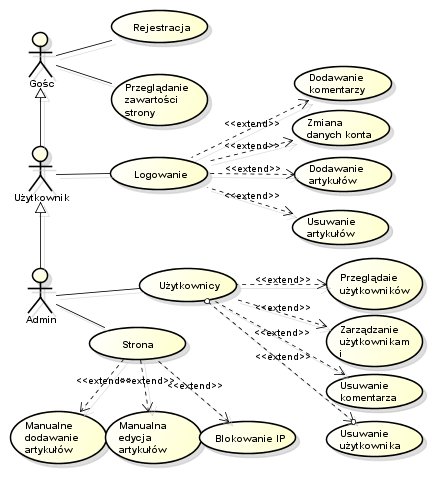 Rejestracja
Gośc
Przeglądanie
zawartości
strony
Dodawanie
komentarzy
<<extend>>
Zmiana
danych konta
<<extend>>
Użytkownik
Logowanie
<<extend>>
Dodawanie
artykułów
<<extend>>
Usuwanie
artykułów
Admin
Użytkownicy
<<extend>>
Przeglądaie
użytkowników
<<extend>>
Zarządzanie
użytkownikam
i
<<extend>>
Usuwanie
komentarza
<<extend>>
Usuwanie
użytkownika
Strona
<<extend>>
<<extend>>
<<extend>>
Manualne
dodawanie
artykułów
Manualna
edycja
artykułów
Blokowanie IP